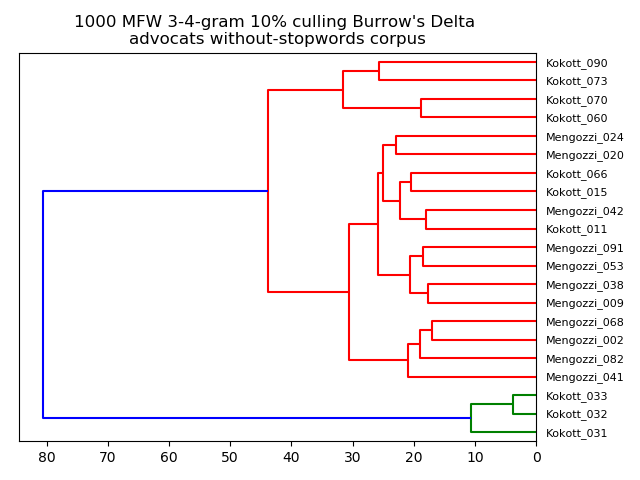 1000 MFW 3-4-gram 10% culling Burrow's Delta
advocats without-stopwords corpus
Kokott_090
Kokott_073
Kokott_070
Kokott_060
Mengozzi_024
Mengozzi_020
Kokott_066
Kokott_015
Mengozzi_042
Kokott_011
Mengozzi_091
Mengozzi_053
Mengozzi_038
Mengozzi_009
Mengozzi_068
Mengozzi_002
Mengozzi_082
Mengozzi_041
Kokott_033
Kokott_032
Kokott_031
80 70 60 50 40 30 20 10 0